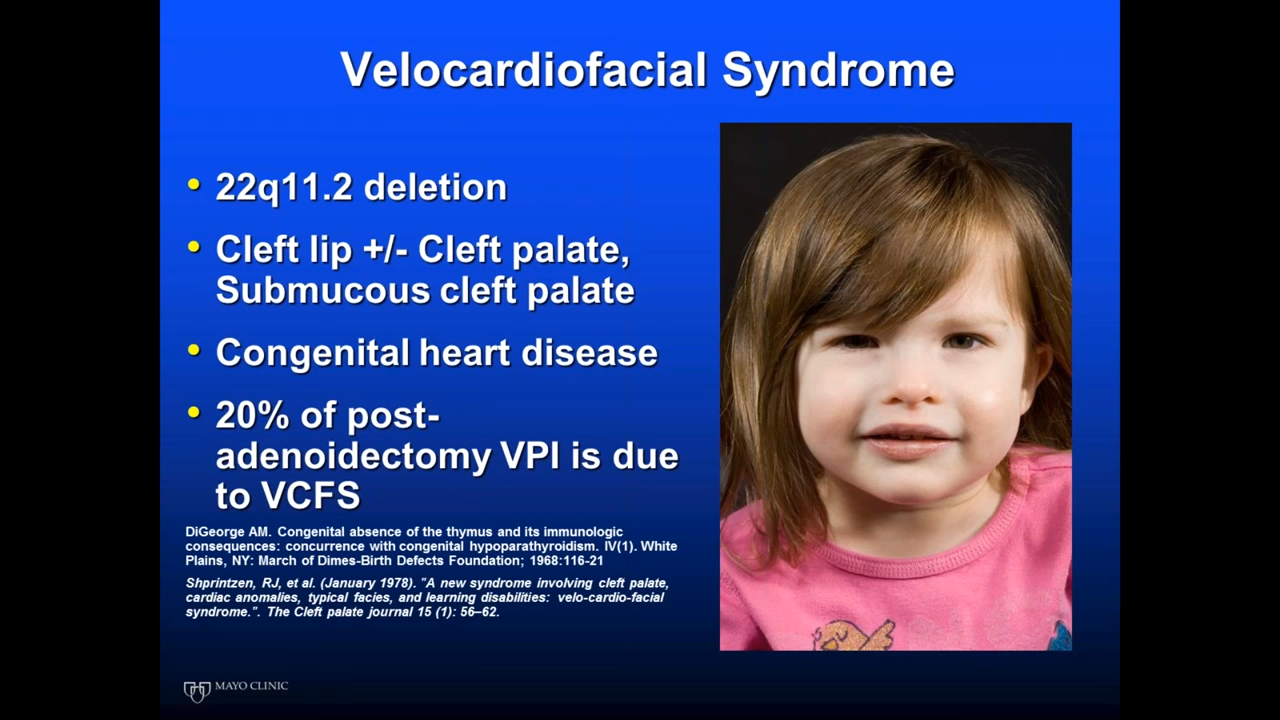 Velocardiofacial Syndrome
• 22q11.2 deletion
• Cleft lip +/- Cleft palate,
Submucous cleft palate
• Congenital heart disease
• 20% of post-
adenoidectomy VPI is due
to VCFS
DiGeorge AM. Congenital absence of the thymus and its immunologic
consequences: concurrence with congenital hypoparathyroidism. IV(1). White
Plains, NY: March of Dimes-Birth Defects Foundation; 1968:116-21
Shprintzen, RJ, et al. (January 1978). "A new syndrome involving cleft palate,
cardiac anomalies, typical facies, and learning disabilities: velo-cardio-facial
syndrome.". The Cleft palate journal 15 (1): 56–62.
MAYO CLINIC